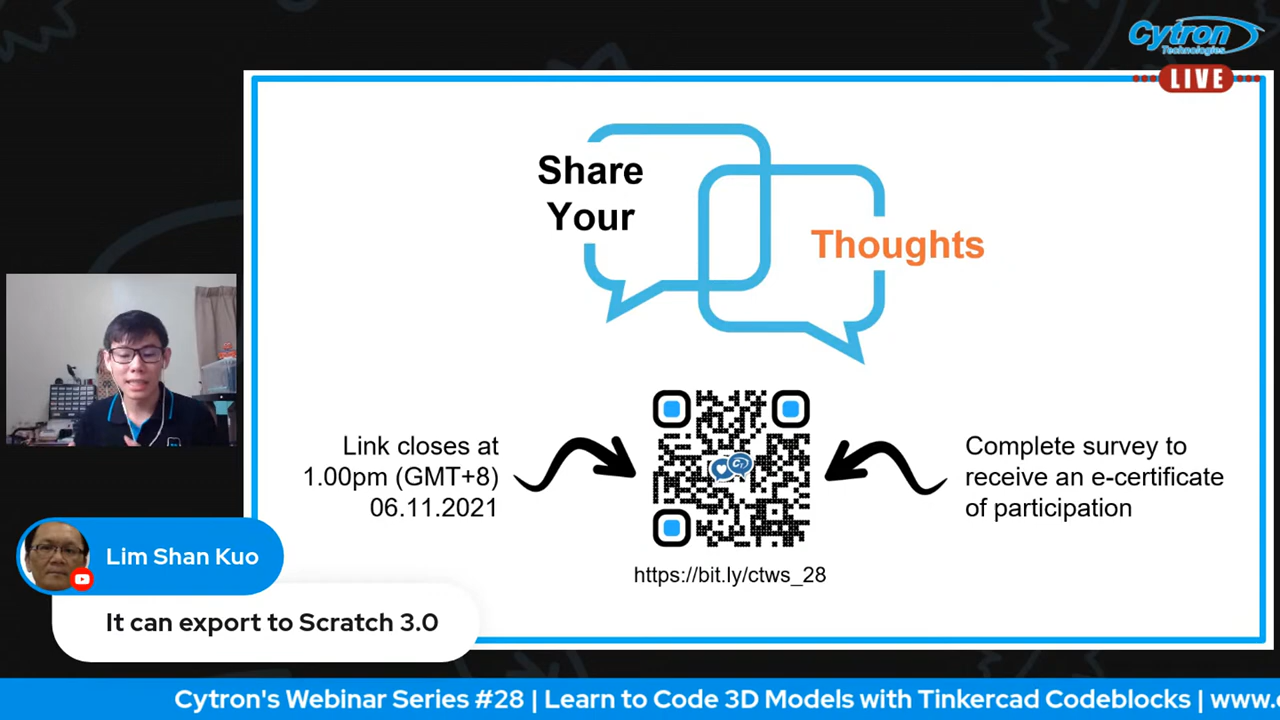 Cytron
Technologies
LIVE
Share
Your
Thoughts
Link closes at
1.00pm (GMT+8)
06.11.2021
Complete survey to
receive an e-certificate
of participation
https://bit.ly/ctws_28
Lim Shan Kuo
It can export to Scratch 3.0
Cytron's Webinar Series #28 | Learn to Code 3D Models with Tinkercad Codeblocks | www.